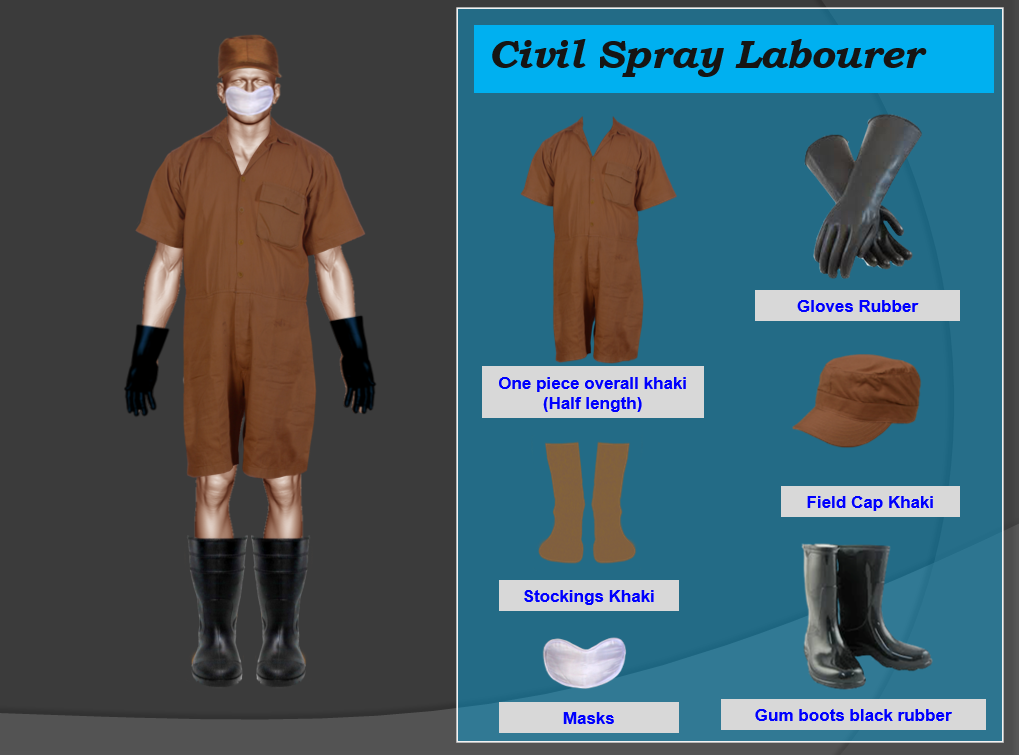 Civil Spray Labourer
Gloves Rubber
One piece overall khaki
(Half length)
Field Cap Khaki
Stockings Khaki
Masks
Gum boots black rubber